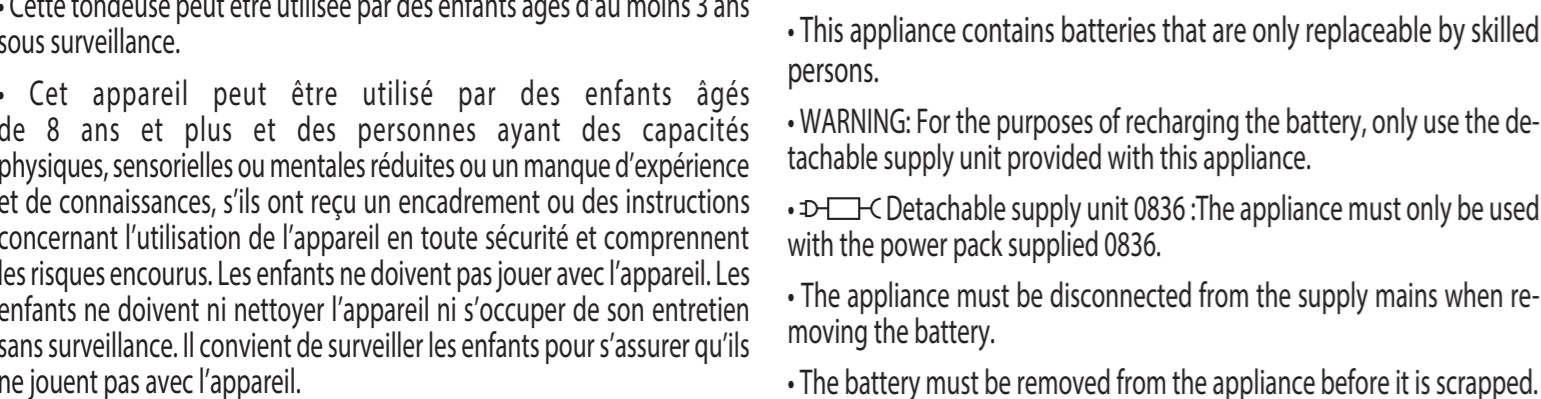 • Cette tondeuse peut être utilisée par des enfants âgés d'au moins 3 ans
sous surveillance.
• Cet appareil peut être utilisé par des enfants âgés
de 8 ans et plus et des personnes ayant des capacités
physiques, sensorielles ou mentales réduites ou un manque d'expérience
et de connaissances, s'ils ont reçu un encadrement ou des instructions
concernant l'utilisation de l'appareil en toute sécurité et comprennent
les risques encourus. Les enfants ne doivent pas jouer avec l'appareil. Les
enfants ne doivent ni nettoyer l'appareil ni s'occuper de son entretien
sans surveillance. Il convient de surveiller les enfants pour s'assurer qu'ils
ne jouent pas avec l'appareil.
• This appliance contains batteries that are only replaceable by skilled
persons.
• WARNING: For the purposes of recharging the battery, only use the de-
tachable supply unit provided with this appliance.
• Detachable supply unit 0836 :The appliance must only be used
with the power pack supplied 0836.
• The appliance must be disconnected from the supply mains when re-
moving the battery.
• The battery must be removed from the appliance before it is scrapped.